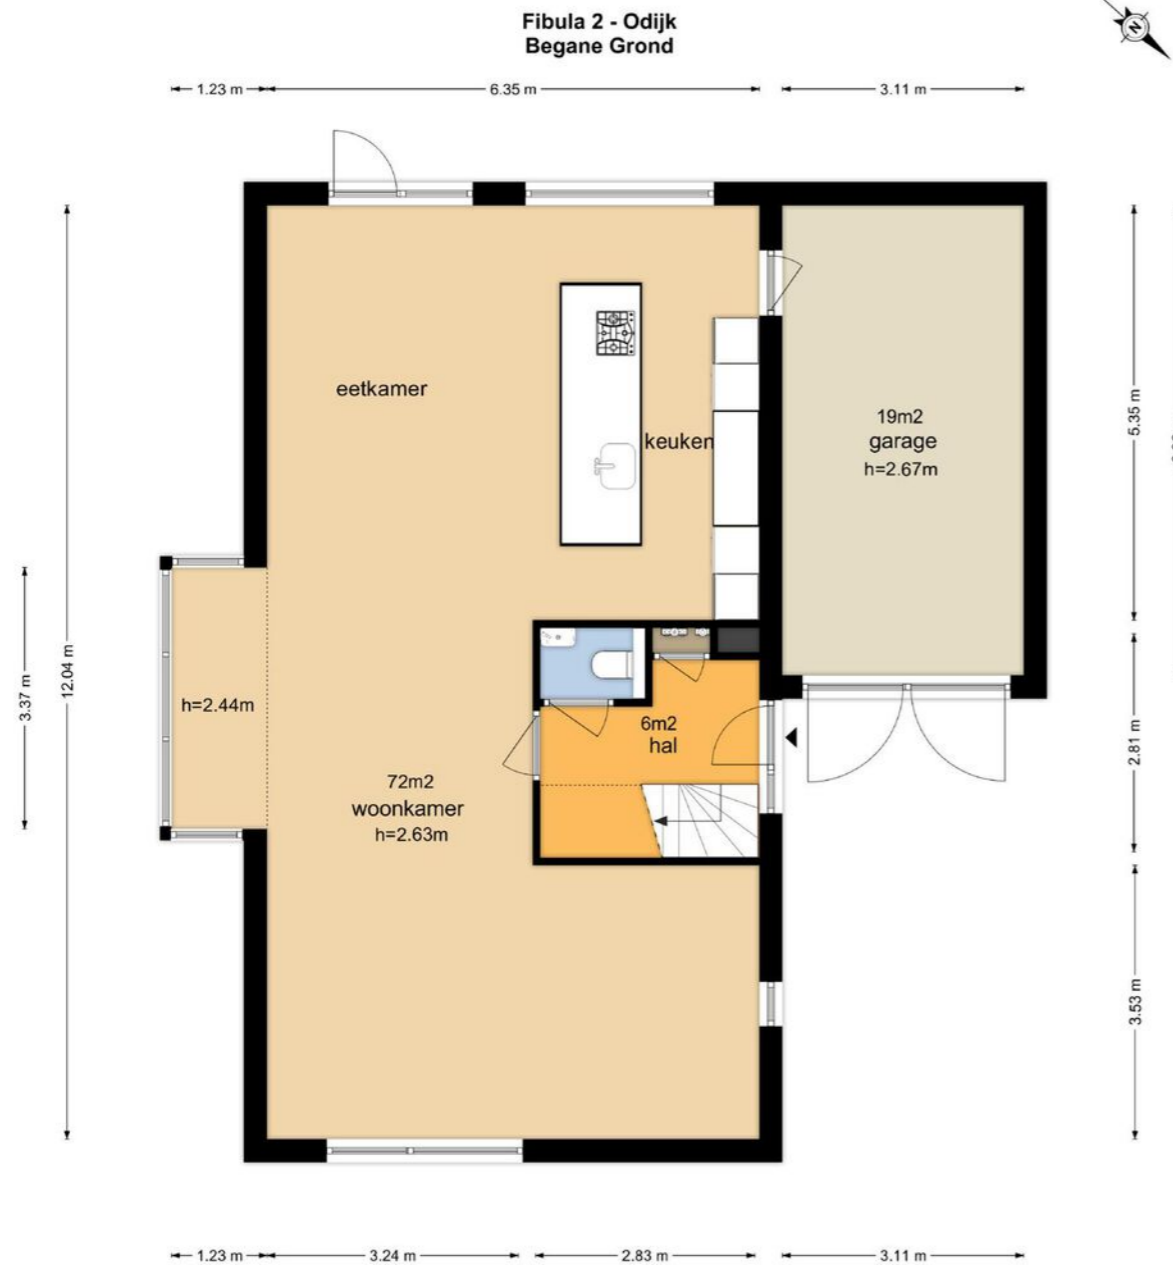 Fibula 2 - Odijk
Begane Grond
N
1.23 m
6.35 m
3.11 m
eetkamer
keuken
19m2
garage
h=2.67m
5.35 m
12.04 m
3.37 m
h=2.44m
6m2
hal
2.81 m
72m2
woonkamer
h=2.63m
3.53 m
1.23 m
3.24 m
2.83 m
3.11 m